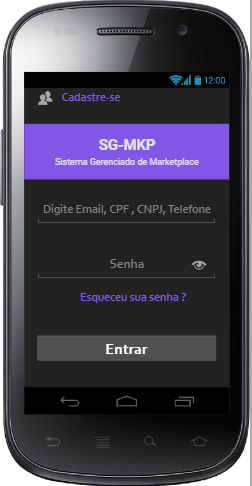 12:00
Cadastre-se
SG-MKP
Sistema Gerenciado de Marketplace
Digite Email, CPF , CNPJ, Telefone
Senha
Esqueceu sua senha ?
Entrar